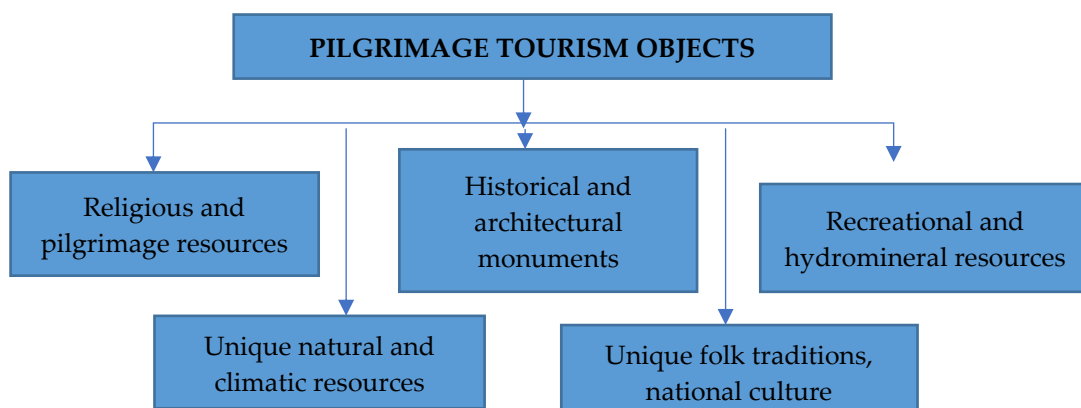 PILGRIMAGE TOURISM OBJECTS
Religious and
pilgrimage resources
Historical and
architectural
monuments
Recreational and
hydromineral resources
Unique natural and
climatic resources
Unique folk traditions,
national culture